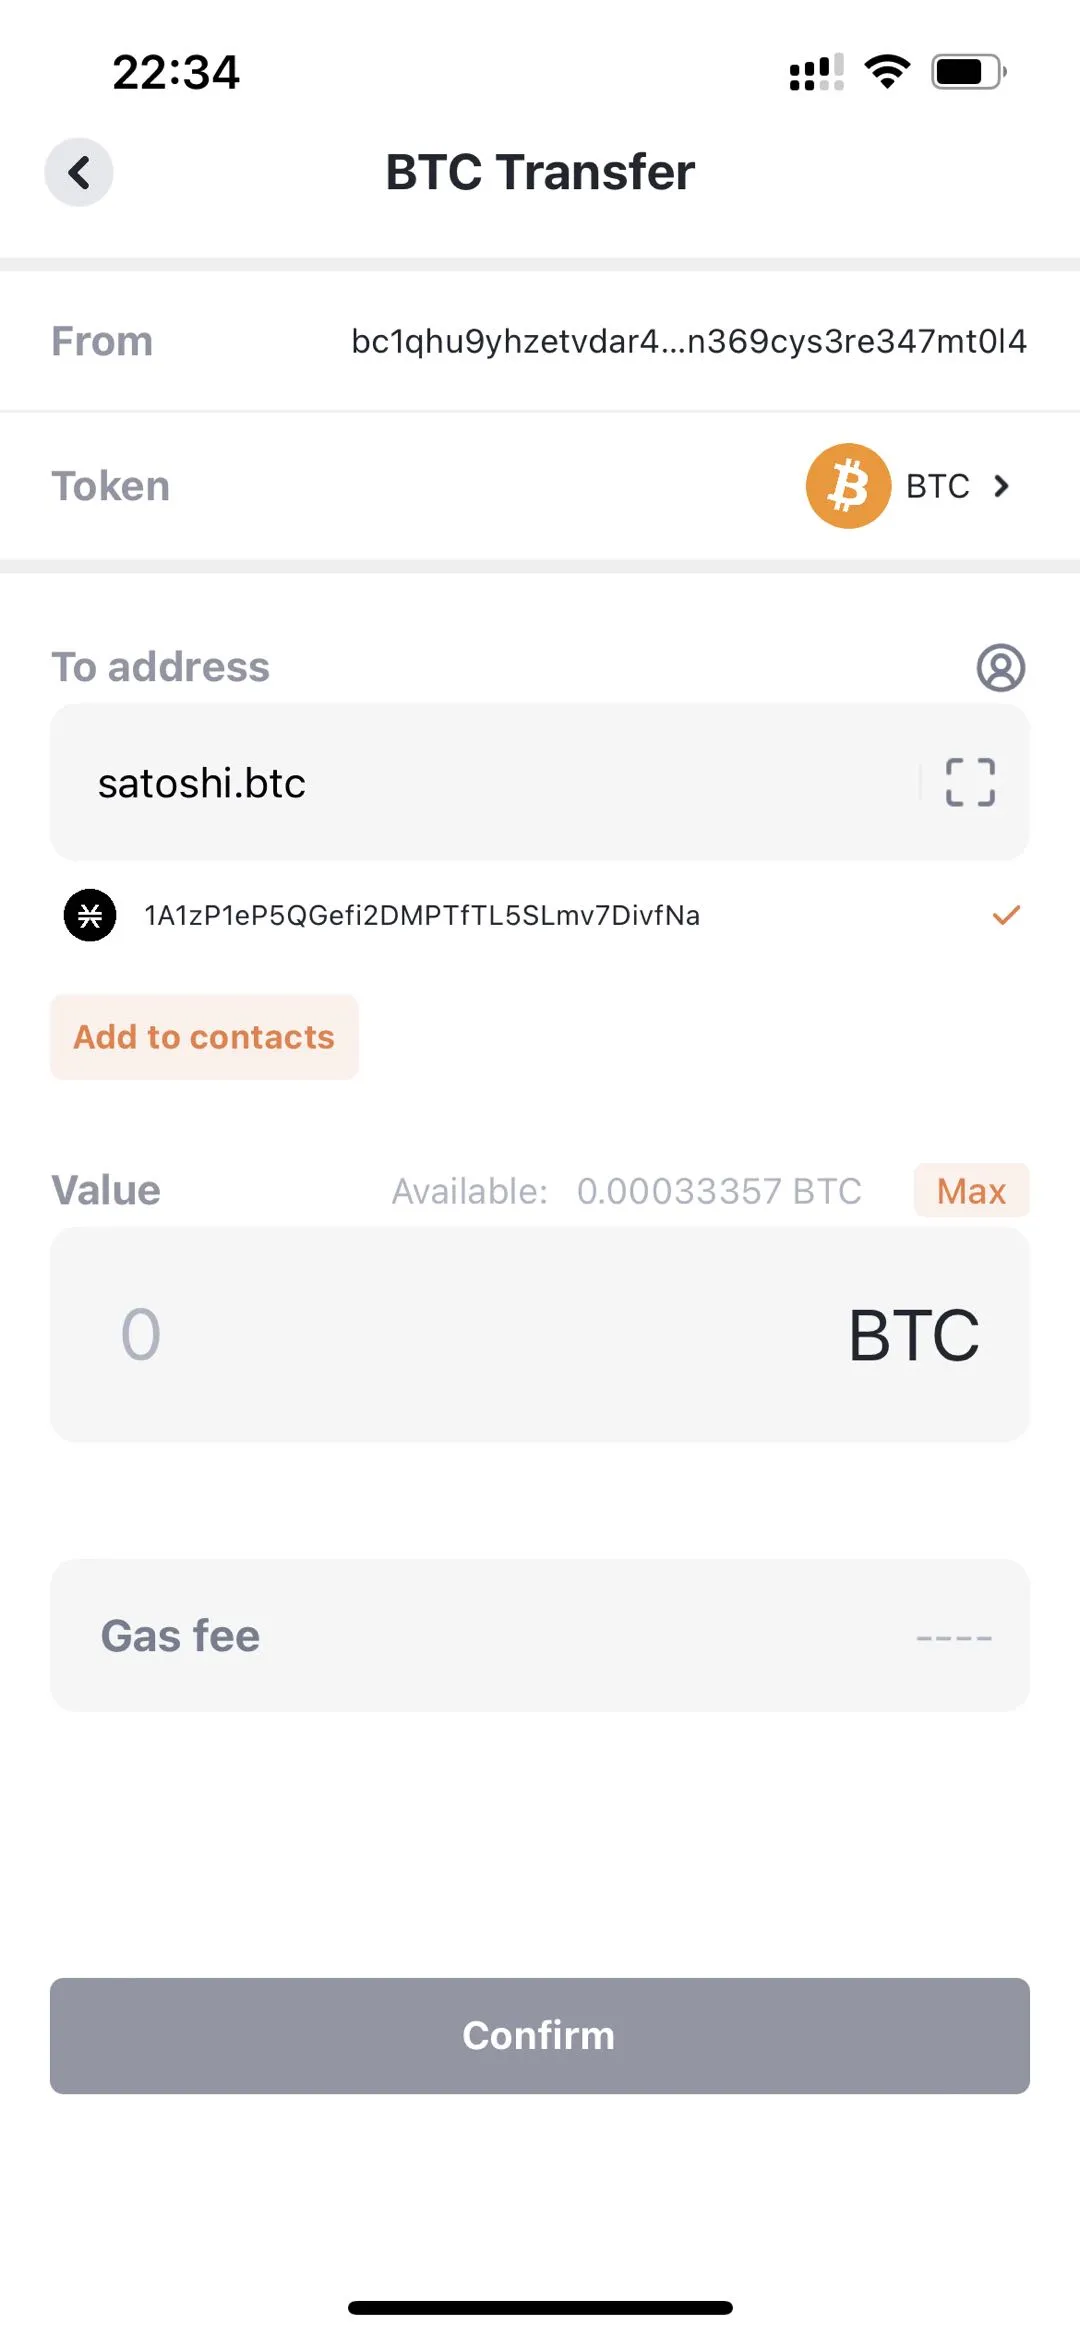 22:34
BTC Transfer
From bc1qhu9yhzetvdar4...n369cys3re347mt0l4
Token BTC
To address
satoshi.btc
1A1zP1eP5QGefi2DMPTfTL5SLmv7DivfNa
Add to contacts
Value Available: 0.00033357 BTC Max
0 BTC
Gas fee ----
Confirm